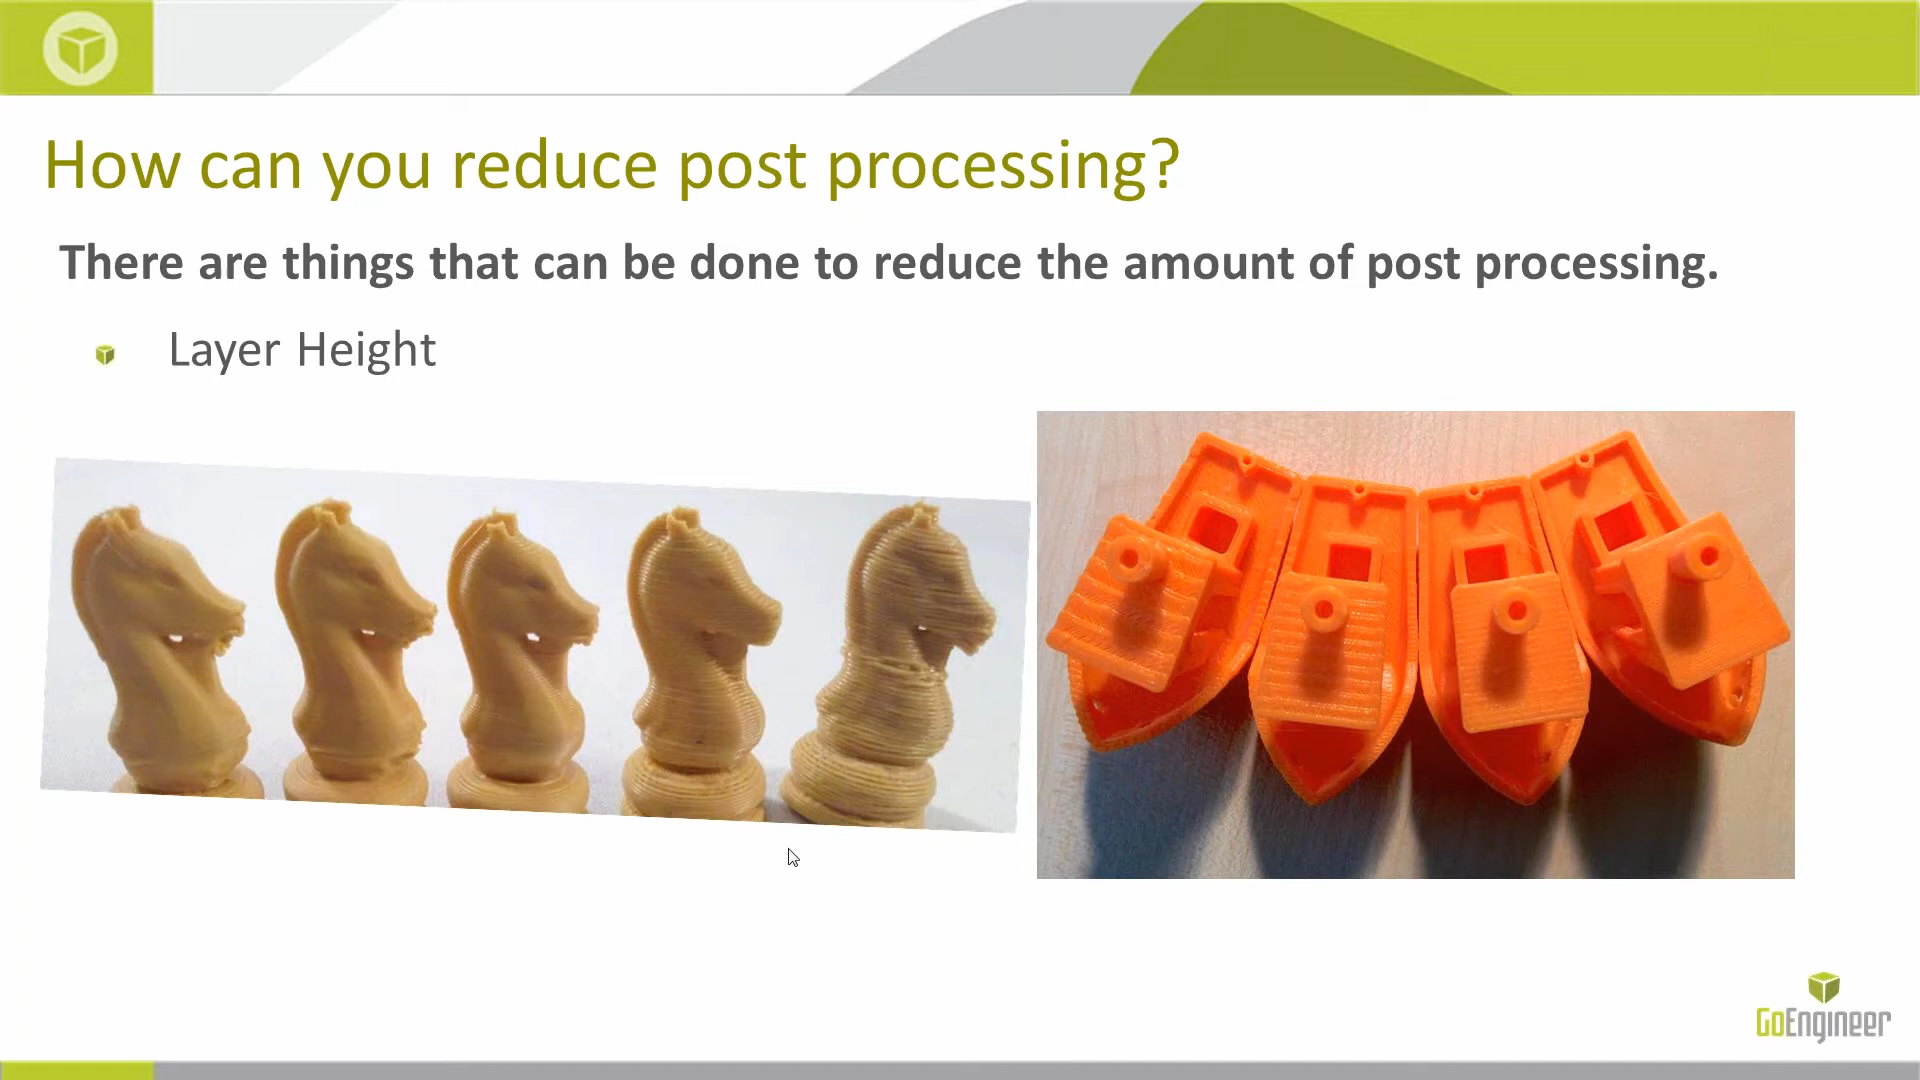 How can you reduce post processing?
There are things that can be done to reduce the amount of post processing.
Layer Height
GoEngineer